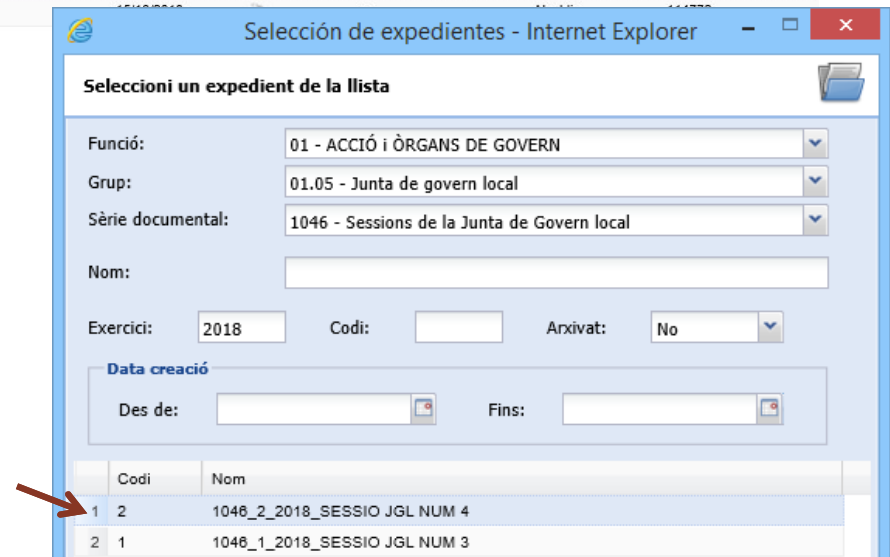 Selección de expedientes - Internet Explorer
Seleccioni un expedient de la llista
Funció: 01 - ACCIÓ i ÒRGANS DE GOVERN
Grup: 01.05 - Junta de govern local
Sèrie documental: 1046 - Sessions de la Junta de Govern local
Nom:
Exercici: 2018 Codi: Arxivat: No
Data creació
Des de: Fins:
Codi Nom
1 2 1046_2_2018_SESSIO JGL NUM 4
2 1 1046_1_2018_SESSIO JGL NUM 3